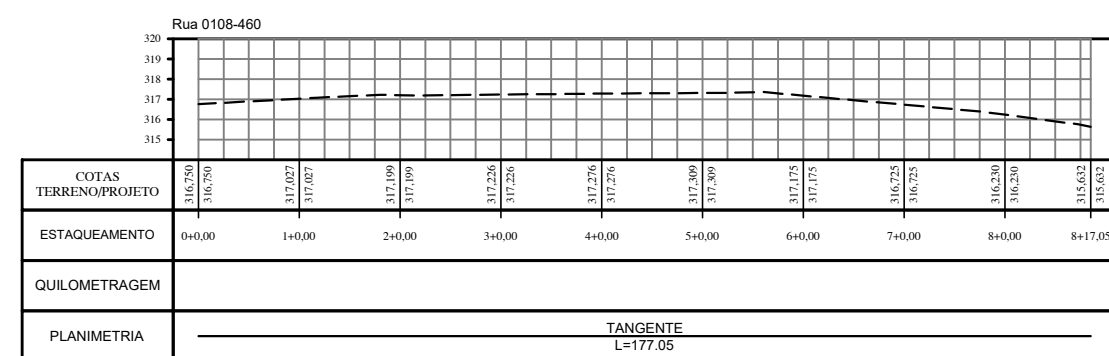 Rua 0108-460
320
319
318
317
316
315
COTAS
TERRENO/PROJETO
316,750 316,750 317,027 317,027 317,199 317,199 317,226 317,226 317,276 317,276 317,309 317,309 317,175 317,175 316,725 316,725 316,230 316,230 315,632 315,632
ESTAQUEAMENTO 0+0,00 1+0,00 2+0,00 3+0,00 4+0,00 5+0,00 6+0,00 7+0,00 8+0,00 8+17,05
QUILOMETRAGEM
PLANIMETRIA
TANGENTE
L=177.05